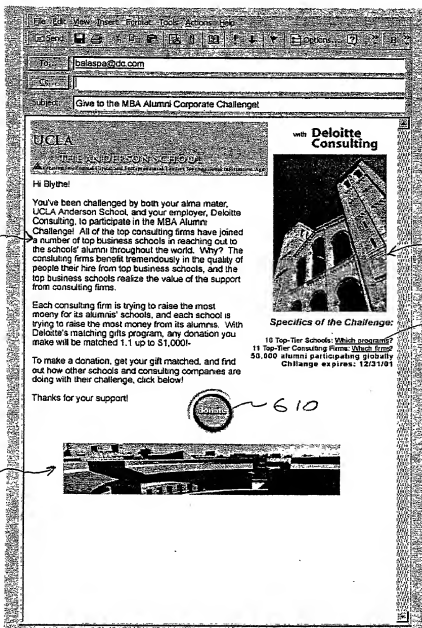 File Edit View Insert Format Tools Actions Help
Send Options...
To... balaspa@dc.com
Cc...
Subject: Give to the MBA Alumni Corporate Challenge!
UCLA
THE ANDERSON SCHOOL
with Deloitte
Consulting
Hi Blythe!
You've been challenged by both your alma mater,
UCLA Anderson School, and your employer, Deloitte
Consulting, to participate in the MBA Alumni
Challenge! All of the top consulting firms have joined
a number of top business schools in reaching out to
the schools' alumni throughout the world. Why? The
consluting firms benefit tremendously in the quality of
people their hire from top business schools, and the
top business schools realize the value of the support
from consulting firms.
Each consulting firm is trying to raise the most
moeny for its alumnis' schools, and each school is
trying to raise the most money from its alumnis. With
Deloite's matching gifts program, any donation you
make will be matched 1.1 up to $1,000!-
To make a donation, get your gift matched, and find
out how other schools and consulting companies are
doing with their challenge, click below!
Thanks for your support!
Specifics of the Challenge:
10 Top-Tier Schools: Which programs?
11 Top-Tier Consulting Firms: Which firms?
50,000 alumni participating globally
Chllange expires: 12/31/01
donate
610